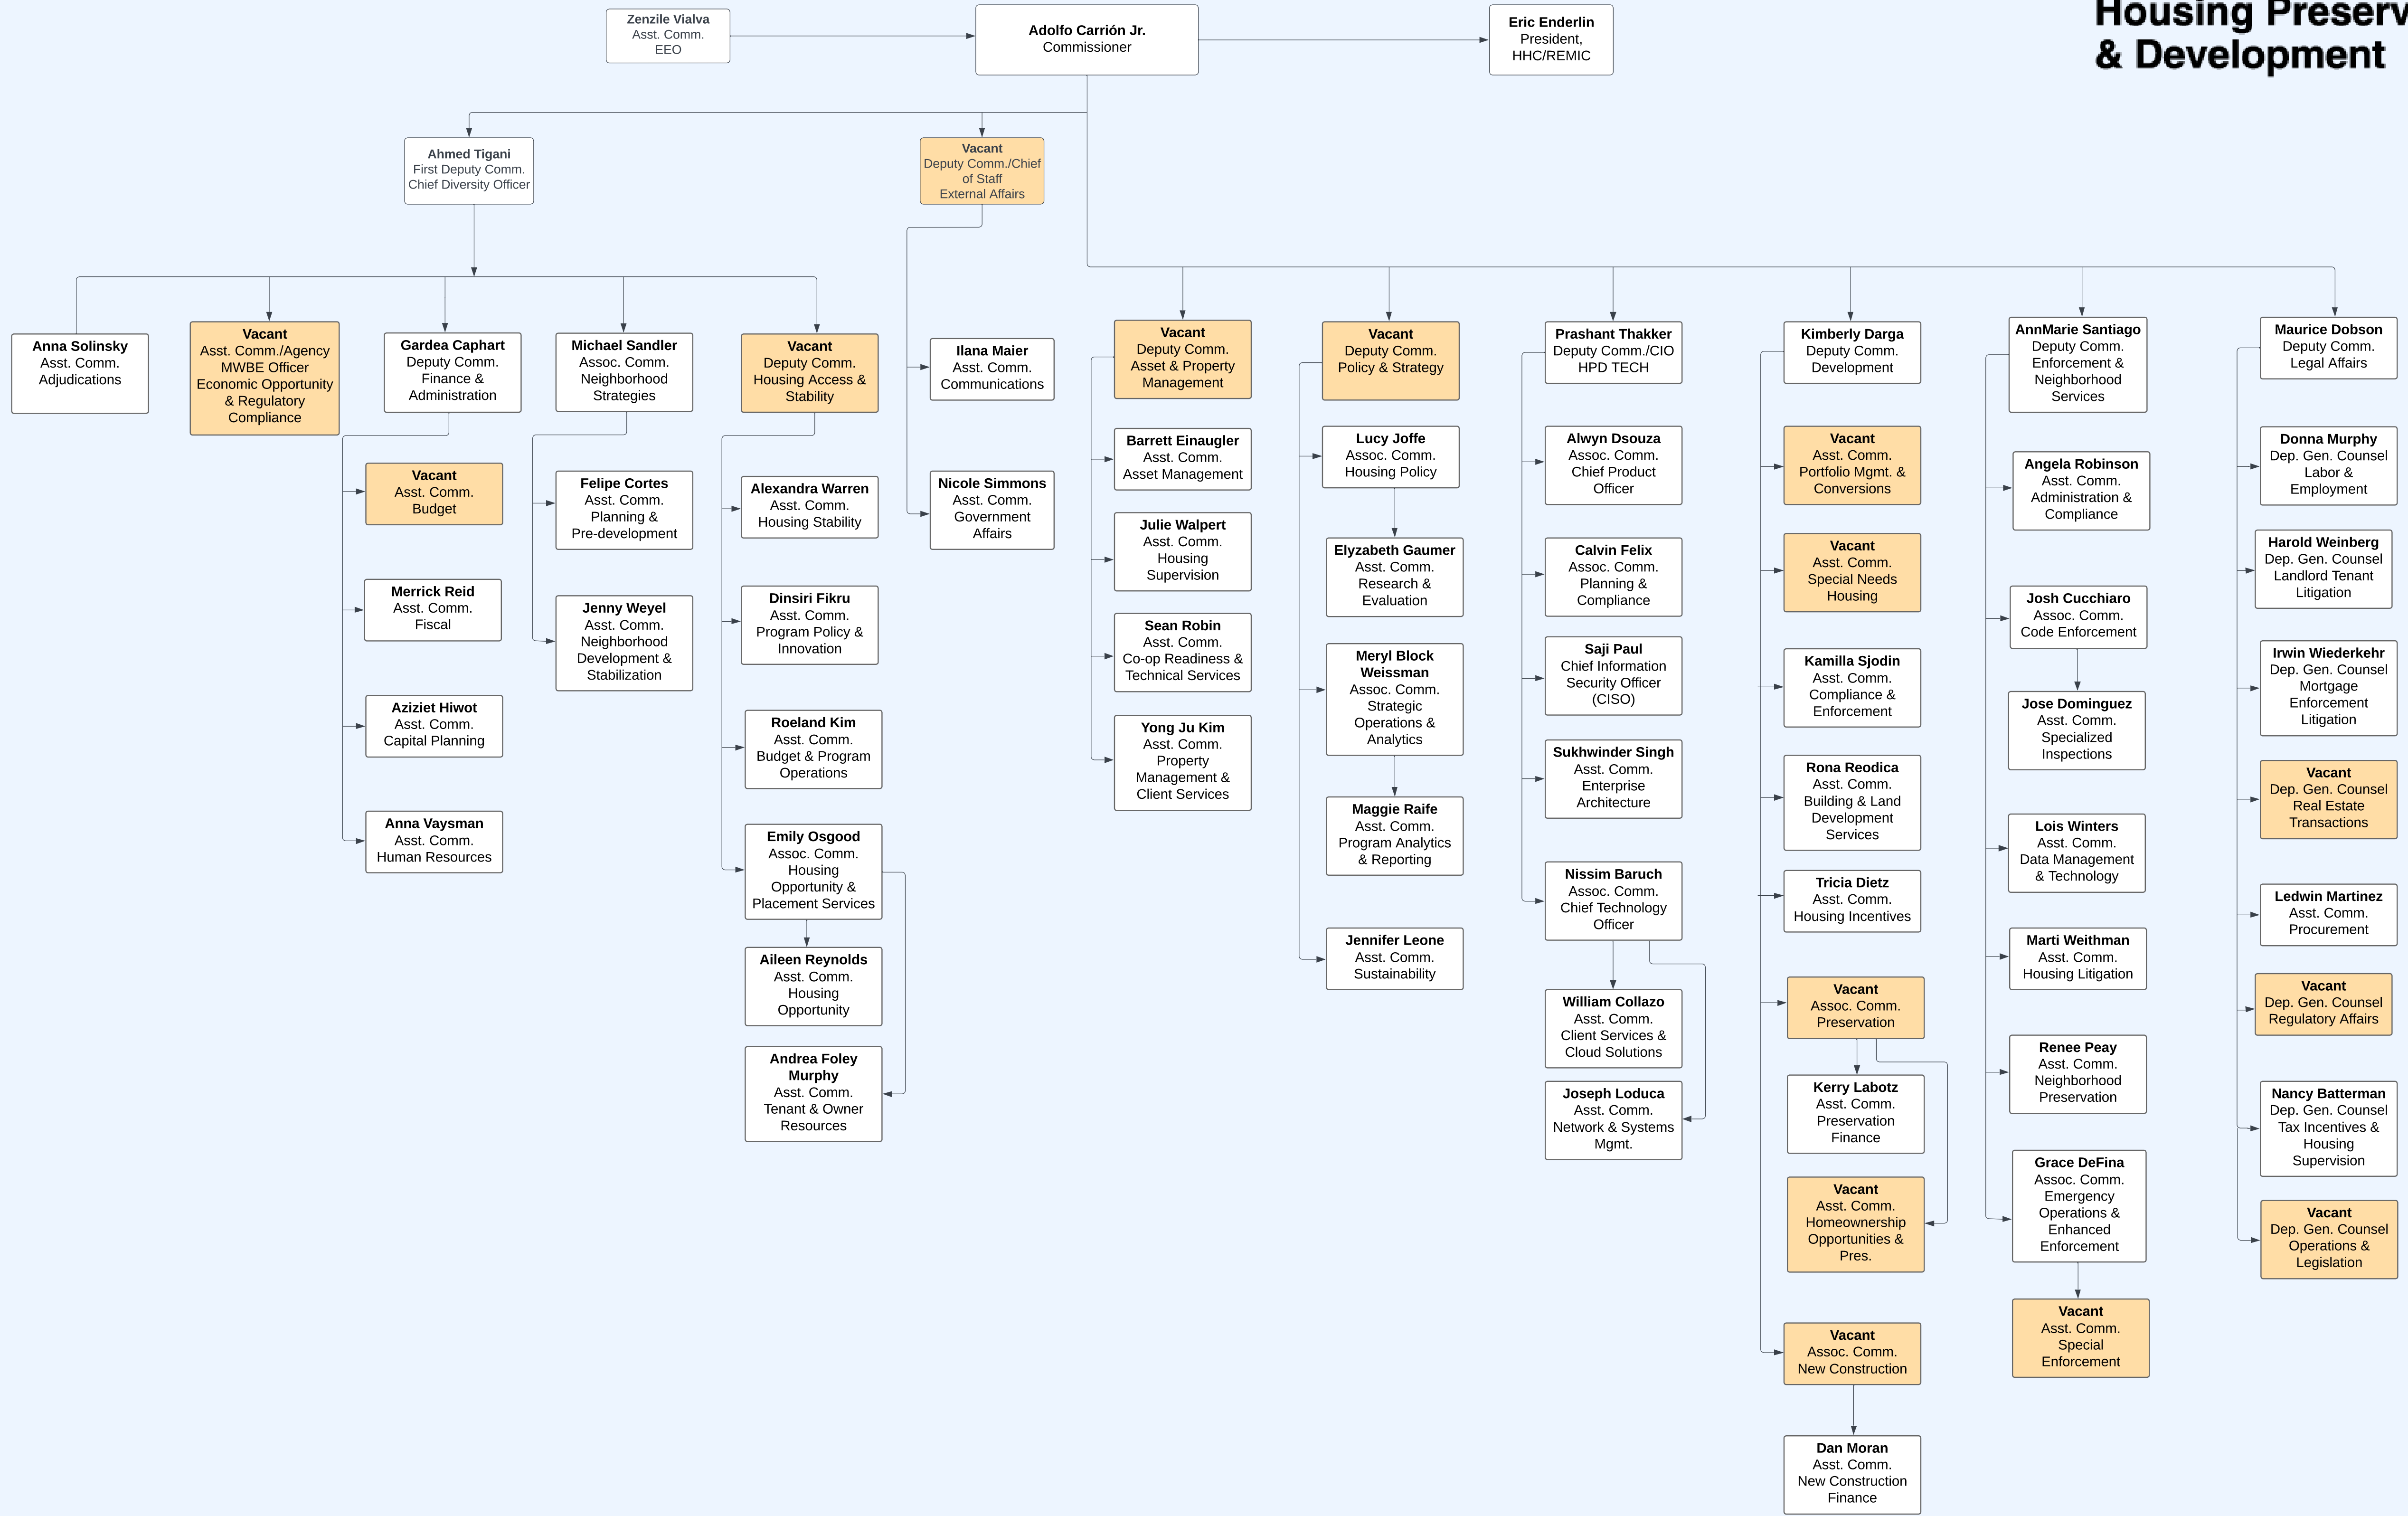 Zenzile Vialva
Asst. Comm.
EEO
Adolfo Carrión Jr.
Commissioner
Eric Enderlin
President,
HHC/REMIC
Housing Preserv
& Development
Ahmed Tigani
First Deputy Comm.
Chief Diversity Officer
Vacant
Deputy Comm./Chief
of Staff
External Affairs
Anna Solinsky
Asst. Comm.
Adjudications
Vacant
Asst. Comm./Agency
MWBE Officer
Economic Opportunity
& Regulatory
Compliance
Gardea Caphart
Deputy Comm.
Finance &
Administration
Vacant
Asst. Comm.
Budget
Merrick Reid
Asst. Comm.
Fiscal
Aziziet Hiwot
Asst. Comm.
Capital Planning
Anna Vaysman
Asst. Comm.
Human Resources
Michael Sandler
Assoc. Comm.
Neighborhood
Strategies
Felipe Cortes
Asst. Comm.
Planning &
Pre-development
Jenny Weyel
Asst. Comm.
Neighborhood
Development &
Stabilization
Vacant
Deputy Comm.
Housing Access &
Stability
Alexandra Warren
Asst. Comm.
Housing Stability
Dinsiri Fikru
Asst. Comm.
Program Policy &
Innovation
Roeland Kim
Asst. Comm.
Budget & Program
Operations
Emily Osgood
Assoc. Comm.
Housing
Opportunity &
Placement Services
Aileen Reynolds
Asst. Comm.
Housing
Opportunity
Andrea Foley
Murphy
Asst. Comm.
Tenant & Owner
Resources
Ilana Maier
Asst. Comm.
Communications
Nicole Simmons
Asst. Comm.
Government
Affairs
Vacant
Deputy Comm.
Asset & Property
Management
Barrett Einaugler
Asst. Comm.
Asset Management
Julie Walpert
Asst. Comm.
Housing
Supervision
Sean Robin
Asst. Comm.
Co-op Readiness &
Technical Services
Yong Ju Kim
Asst. Comm.
Property
Management &
Client Services
Vacant
Deputy Comm.
Policy & Strategy
Lucy Joffe
Assoc. Comm.
Housing Policy
Elyzabeth Gaumer
Asst. Comm.
Research &
Evaluation
Meryl Block
Weissman
Assoc. Comm.
Strategic
Operations &
Analytics
Maggie Raife
Asst. Comm.
Program Analytics
& Reporting
Jennifer Leone
Asst. Comm.
Sustainability
Prashant Thakker
Deputy Comm./CIO
HPD TECH
Alwyn Dsouza
Assoc. Comm.
Chief Product
Officer
Calvin Felix
Assoc. Comm.
Planning &
Compliance
Saji Paul
Chief Information
Security Officer
(CISO)
Sukhwinder Singh
Asst. Comm.
Enterprise
Architecture
Nissim Baruch
Assoc. Comm.
Chief Technology
Officer
William Collazo
Asst. Comm.
Client Services &
Cloud Solutions
Joseph Loduca
Asst. Comm.
Network & Systems
Mgmt.
Kimberly Darga
Deputy Comm.
Development
Vacant
Asst. Comm.
Portfolio Mgmt. &
Conversions
Vacant
Asst. Comm.
Special Needs
Housing
Kamilla Sjodin
Asst. Comm.
Compliance &
Enforcement
Rona Reodica
Asst. Comm.
Building & Land
Development
Services
Tricia Dietz
Asst. Comm.
Housing Incentives
Vacant
Assoc. Comm.
Preservation
Kerry Labotz
Asst. Comm.
Preservation
Finance
Vacant
Asst. Comm.
Homeownership
Opportunities &
Pres.
Vacant
Assoc. Comm.
New Construction
Dan Moran
Asst. Comm.
New Construction
Finance
AnnMarie Santiago
Deputy Comm.
Enforcement &
Neighborhood
Services
Angela Robinson
Asst. Comm.
Administration &
Compliance
Josh Cucchiaro
Assoc. Comm.
Code Enforcement
Jose Dominguez
Asst. Comm.
Specialized
Inspections
Lois Winters
Asst. Comm.
Data Management
& Technology
Marti Weithman
Asst. Comm.
Housing Litigation
Renee Peay
Asst. Comm.
Neighborhood
Preservation
Grace DeFina
Assoc. Comm.
Emergency
Operations &
Enhanced
Enforcement
Vacant
Asst. Comm.
Special
Enforcement
Maurice Dobson
Deputy Comm.
Legal Affairs
Donna Murphy
Dep. Gen. Counsel
Labor &
Employment
Harold Weinberg
Dep. Gen. Counsel
Landlord Tenant
Litigation
Irwin Wiederkehr
Dep. Gen. Counsel
Mortgage
Enforcement
Litigation
Vacant
Dep. Gen. Counsel
Real Estate
Transactions
Ledwin Martinez
Asst. Comm.
Procurement
Vacant
Dep. Gen. Counsel
Regulatory Affairs
Nancy Batterman
Dep. Gen. Counsel
Tax Incentives &
Housing
Supervision
Vacant
Dep. Gen. Counsel
Operations &
Legislation